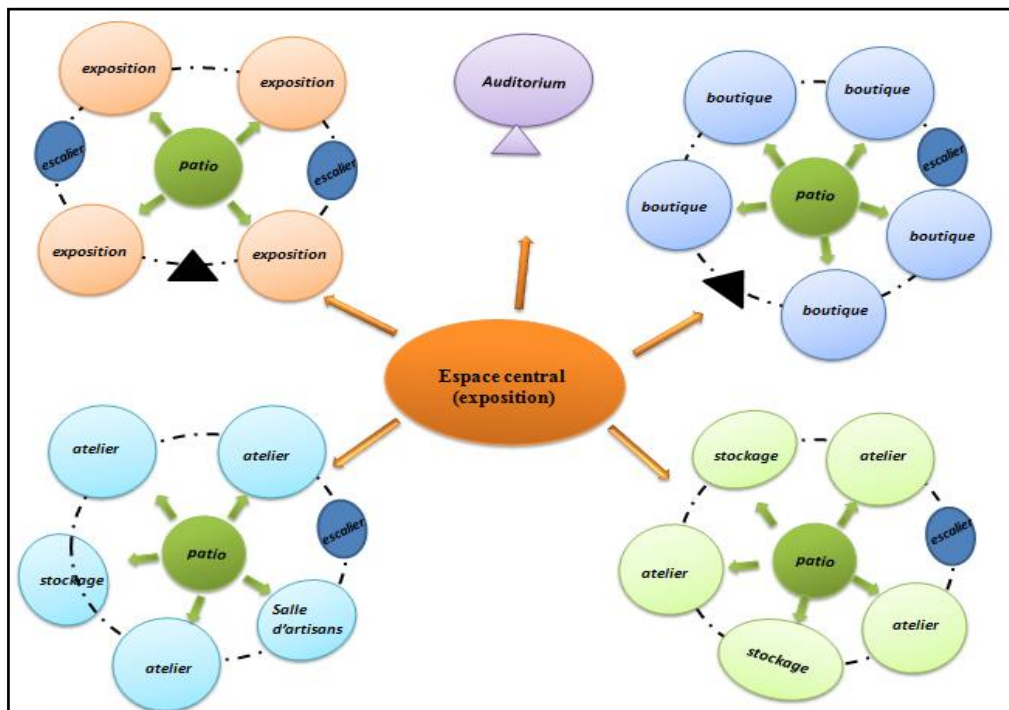 exposition
exposition
escalier
patio
escalier
exposition
exposition
Auditorium
boutique
boutique
escalier
boutique
patio
boutique
boutique
Espace central
(exposition)
atelier
atelier
escalier
patio
stockage
Salle
d'artisans
atelier
stockage
atelier
escalier
atelier
patio
atelier
stockage